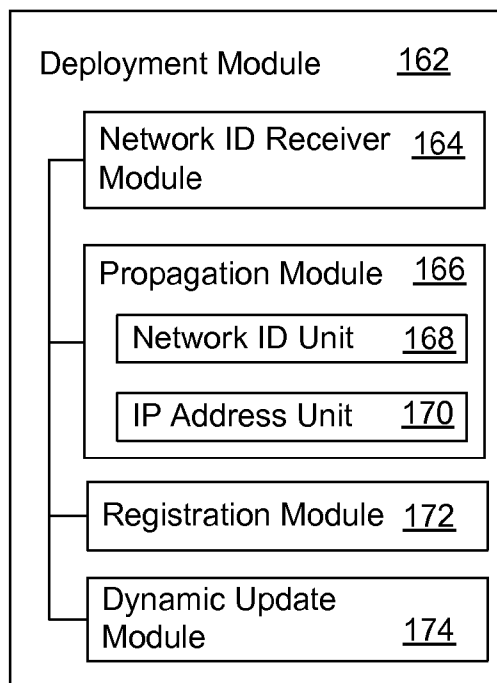 Deployment Module 162
Network ID Receiver 164
Module
Propagation Module 166
Network ID Unit 168
IP Address Unit 170
Registration Module 172
Dynamic Update
Module 174